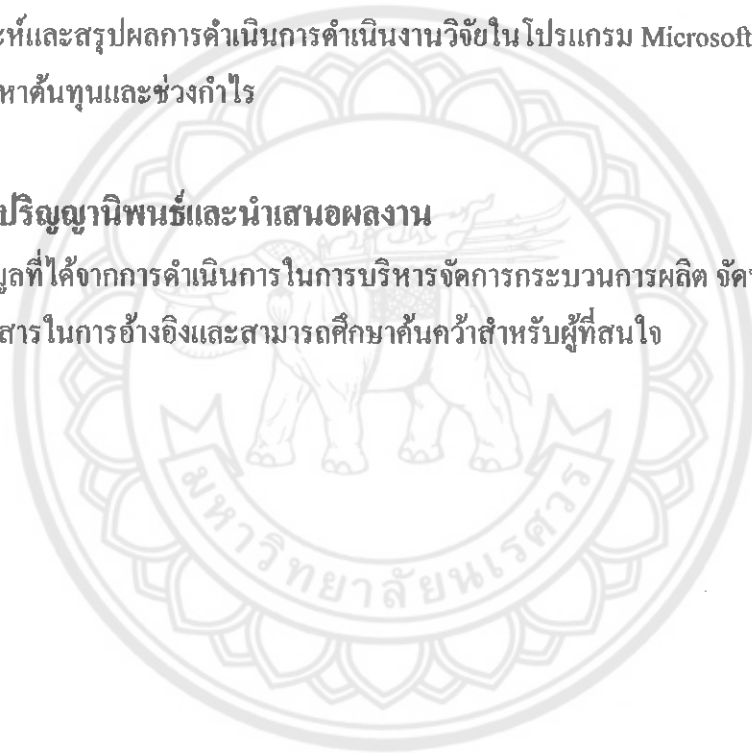 ะห์และสรุปผลการดำเนินการดำเนินงานวิจัยในโปรแกรม Microsoft
หาต้นทุนและช่วงกำไร
ปริญญานิพนธ์และนำเสนอผลงาน
มูลที่ได้จากการดำเนินการในการบริหารจัดการกระบวนการผลิต จัด
สารในการอ้างอิงและสามารถศึกษาค้นคว้าสำหรับผู้ที่สนใจ
มหาวิทยาลัยนเรศวร